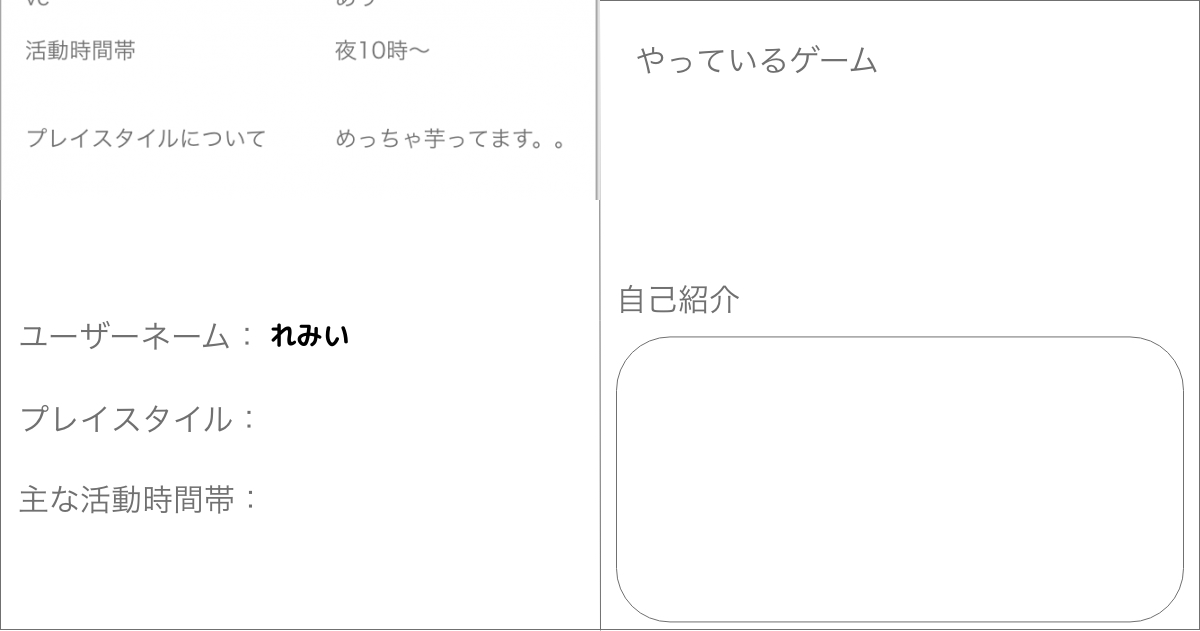 vc あり
活動時間帯 夜10時～
プレイスタイルについて めっちゃ芋ってます。。
ユーザーネーム： れみい
プレイスタイル：
主な活動時間帯：
やっているゲーム
自己紹介